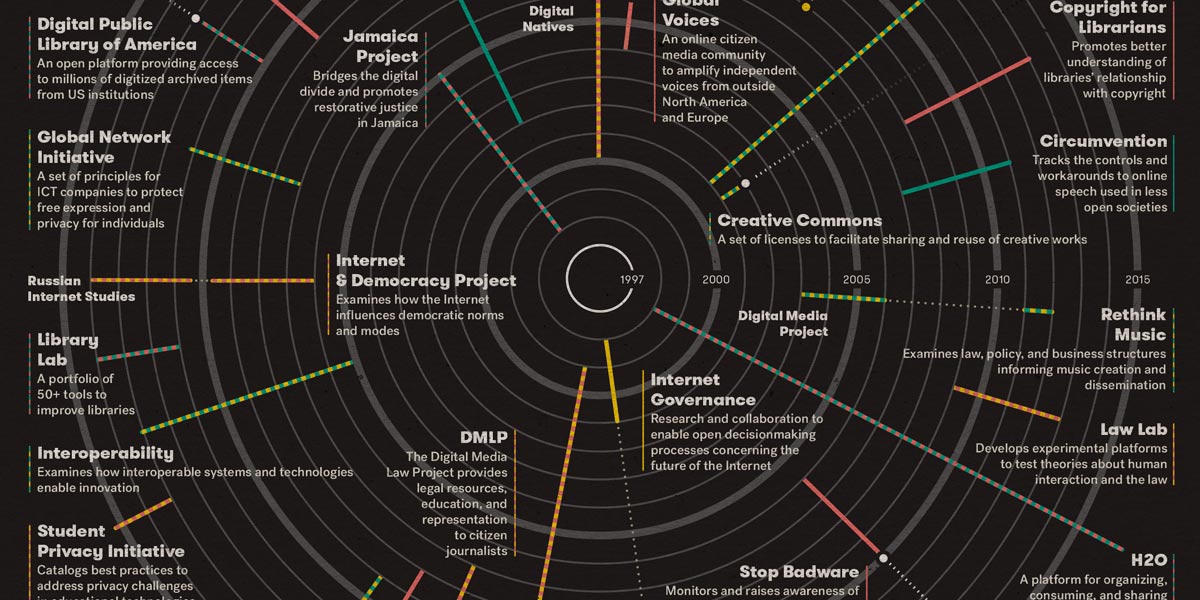 Digital Public
Library of America
An open platform providing access
to millions of digitized archived items
from US institutions
Jamaica
Project
Bridges the digital
divide and promotes
restorative justice
in Jamaica
Digital
Natives
Global
Voices
An online citizen
media community
to amplify independent
voices from outside
North America
and Europe
Copyright for
Librarians
Promotes better
understanding of
libraries' relationship
with copyright
Global Network
Initiative
A set of principles for
ICT companies to protect
free expression and
privacy for individuals
Circumvention
Tracks the controls and
workarounds to online
speech used in less
open societies
Creative Commons
A set of licenses to facilitate sharing and reuse of creative works
Russian
Internet Studies
Internet
& Democracy Project
Examines how the Internet
influences democratic norms
and modes
1997
2000
2005
2010
2015
Digital Media
Project
Rethink
Music
Examines law, policy, and business structures
informing music creation and
dissemination
Library
Lab
A portfolio of
50+ tools to
improve libraries
Internet
Governance
Research and collaboration to
enable open decisionmaking
processes concerning the
future of the Internet
Law Lab
Develops experimental platforms
to test theories about human
interaction and the law
DMLP
The Digital Media
Law Project provides
legal resources,
education, and
representation
to citizen
journalists
Interoperability
Examines how interoperable systems and technologies
enable innovation
Student
Privacy Initiative
Catalogs best practices to
address privacy challenges
in educational technologies
Stop Badware
Monitors and raises awareness of
H2O
A platform for organizing,
consuming, and sharing